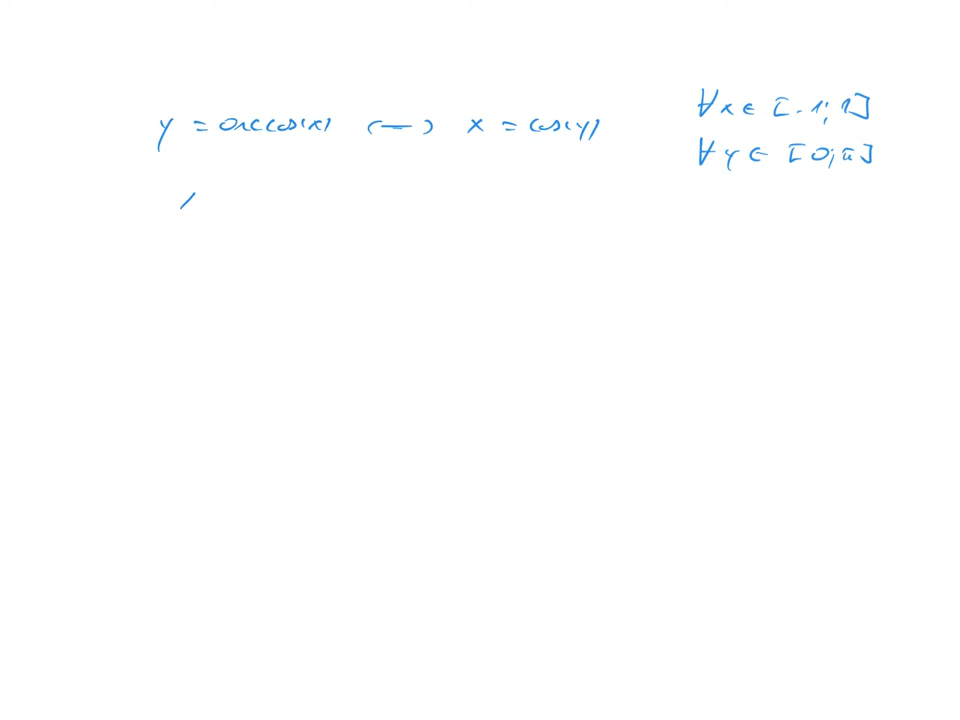 y = arccos(x) ⟷ x = cos(y) ∀x ∈ [-1; 1]
∀y ∈ [0; π]